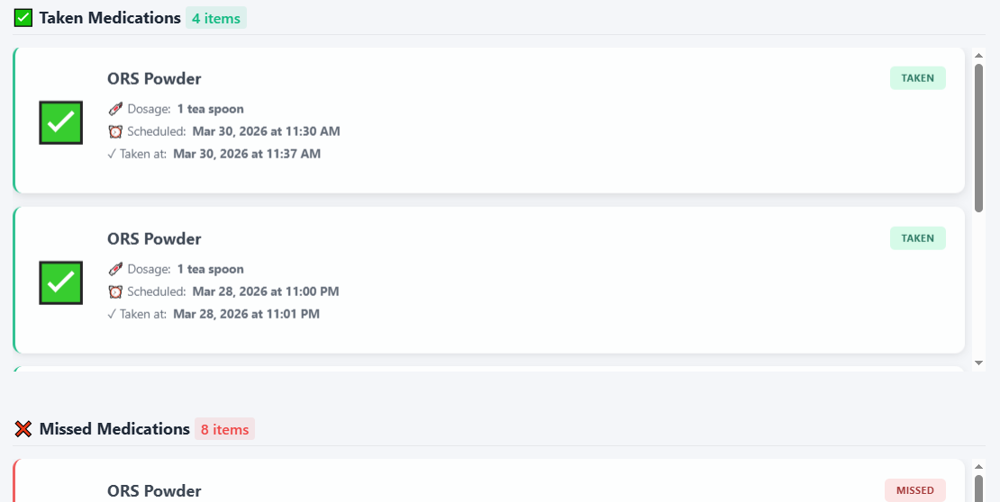 Taken Medications 4 items
ORS Powder
TAKEN
Dosage: 1 tea spoon
Scheduled: Mar 30, 2026 at 11:30 AM
✓ Taken at: Mar 30, 2026 at 11:37 AM
ORS Powder
TAKEN
Dosage: 1 tea spoon
Scheduled: Mar 28, 2026 at 11:00 PM
✓ Taken at: Mar 28, 2026 at 11:01 PM
Missed Medications 8 items
ORS Powder
MISSED